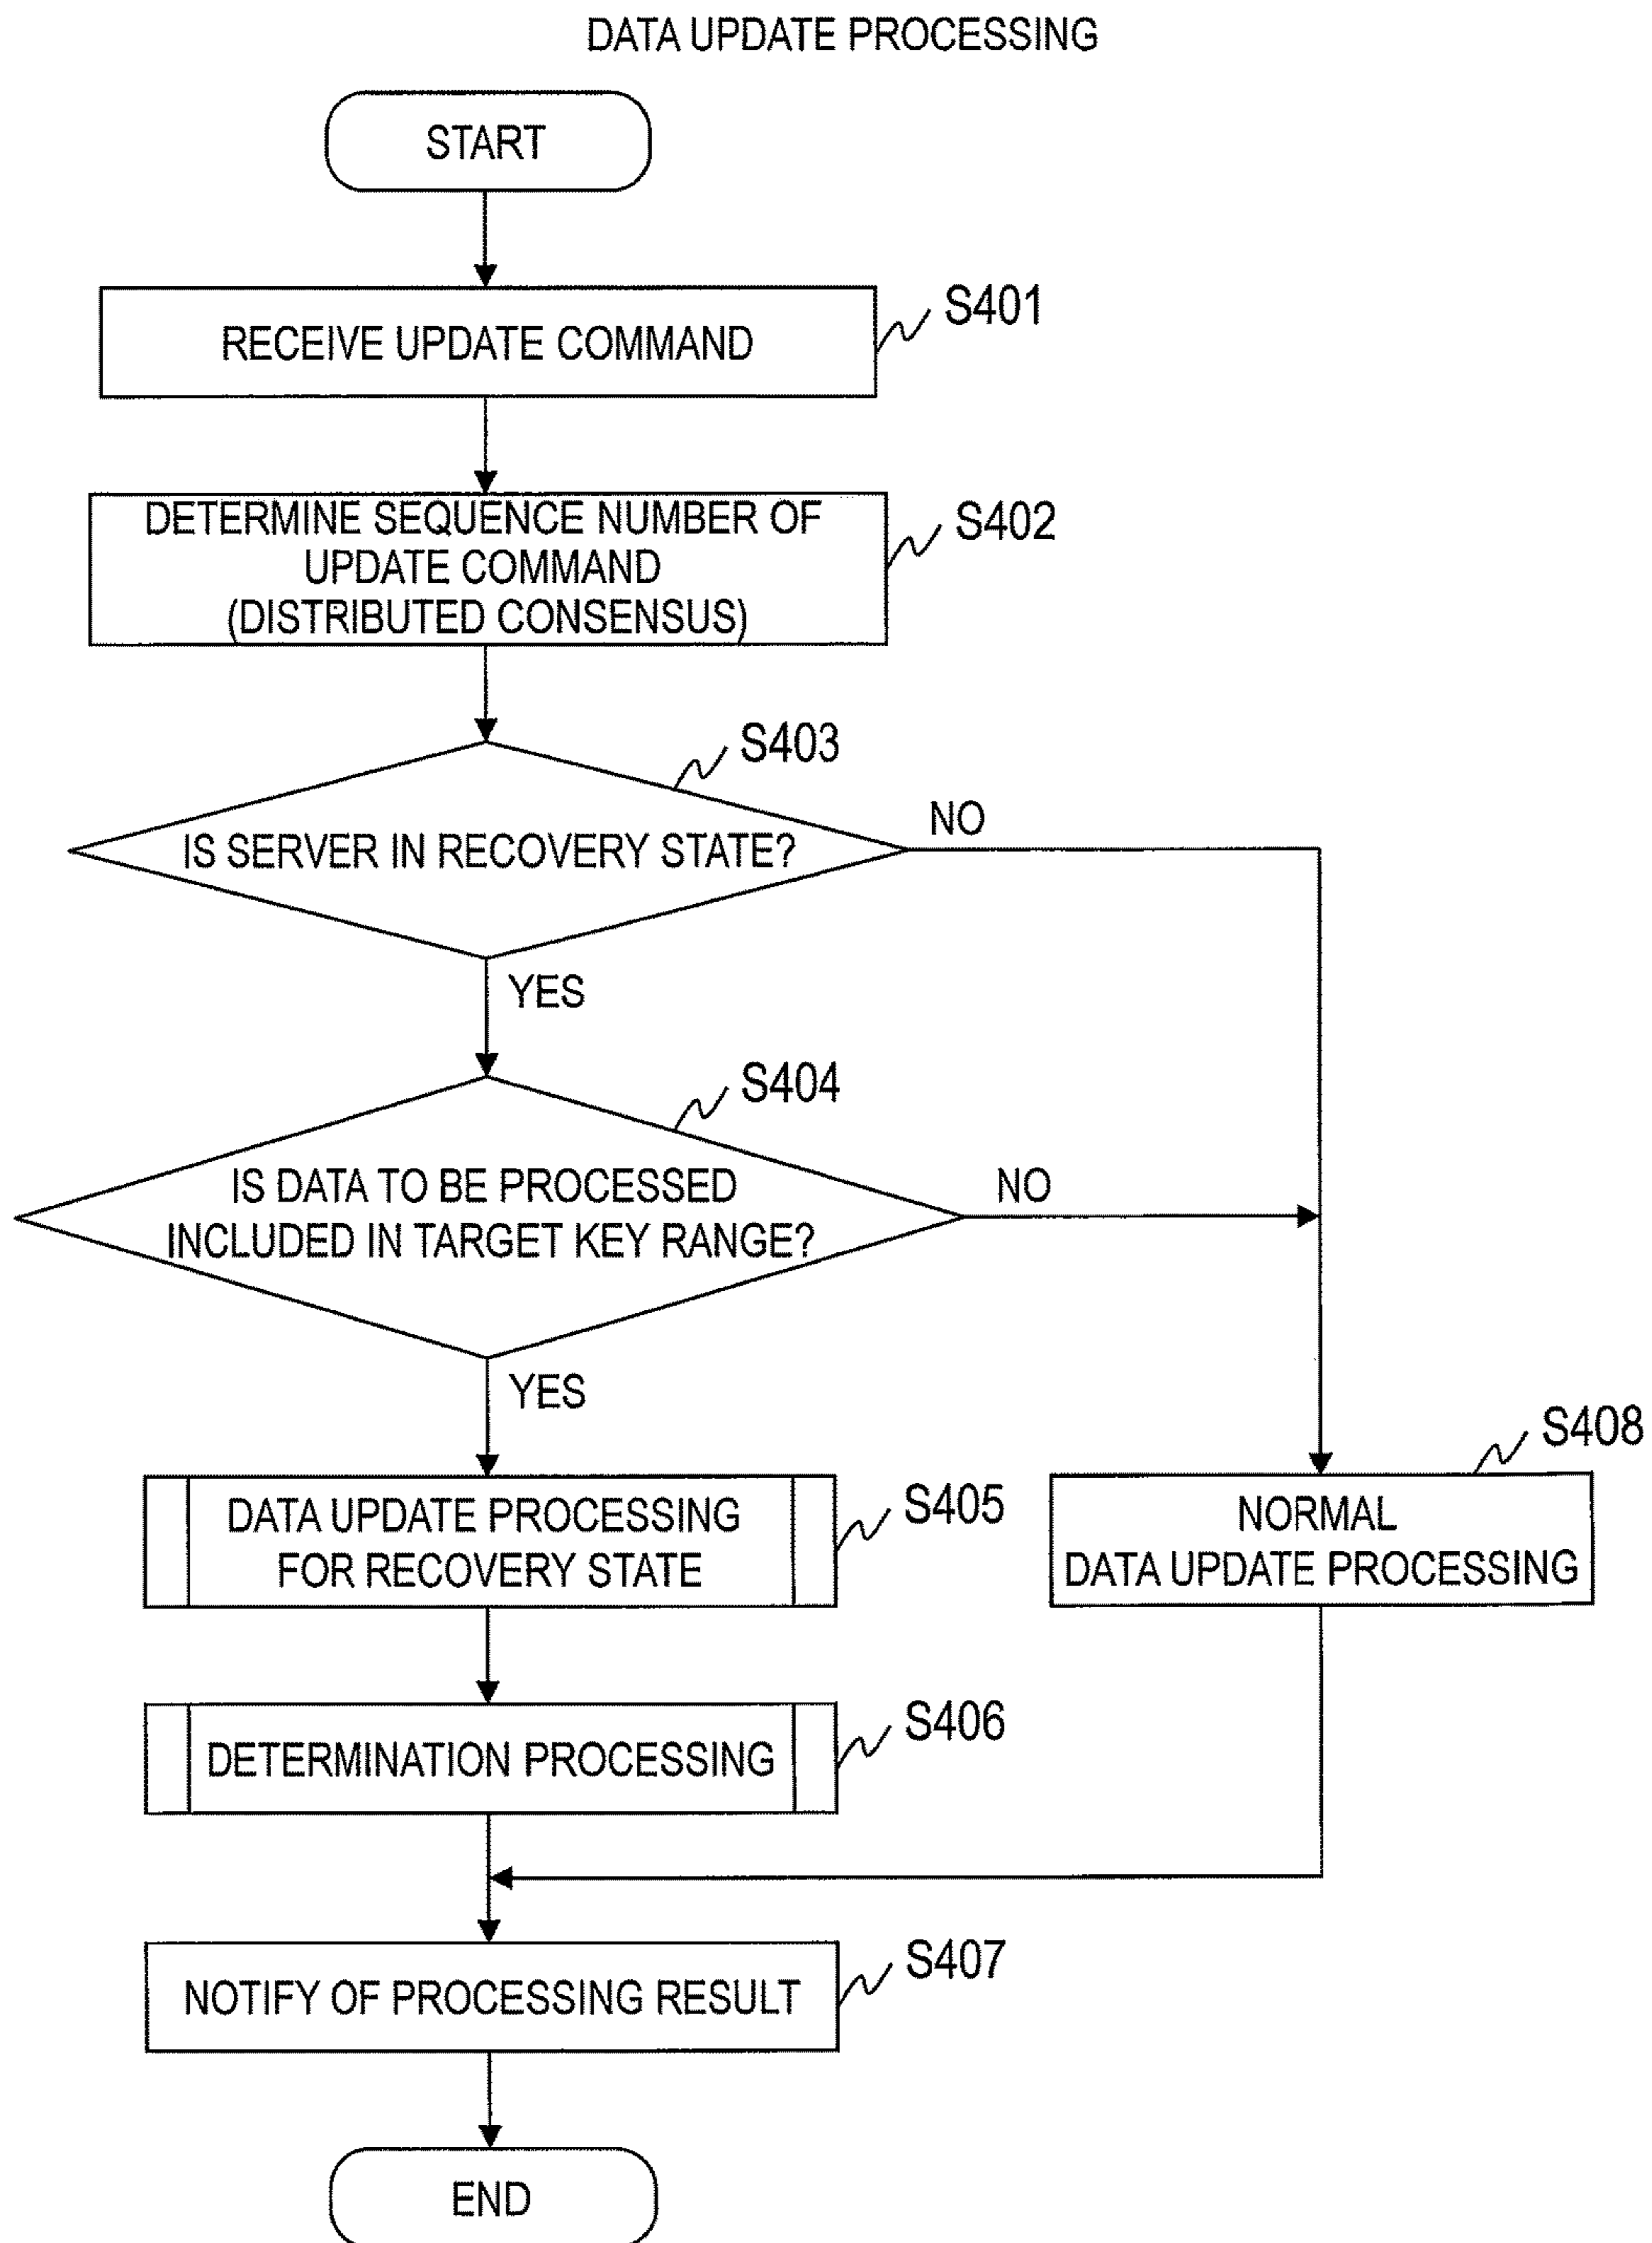 DATA UPDATE PROCESSING
START
RECEIVE UPDATE COMMAND
S401
DETERMINE SEQUENCE NUMBER OF
UPDATE COMMAND
(DISTRIBUTED CONSENSUS)
S402
S403
IS SERVER IN RECOVERY STATE?
NO
YES
S404
IS DATA TO BE PROCESSED
INCLUDED IN TARGET KEY RANGE?
NO
YES
DATA UPDATE PROCESSING
FOR RECOVERY STATE
S405
S408
NORMAL
DATA UPDATE PROCESSING
DETERMINATION PROCESSING
S406
NOTIFY OF PROCESSING RESULT
S407
END